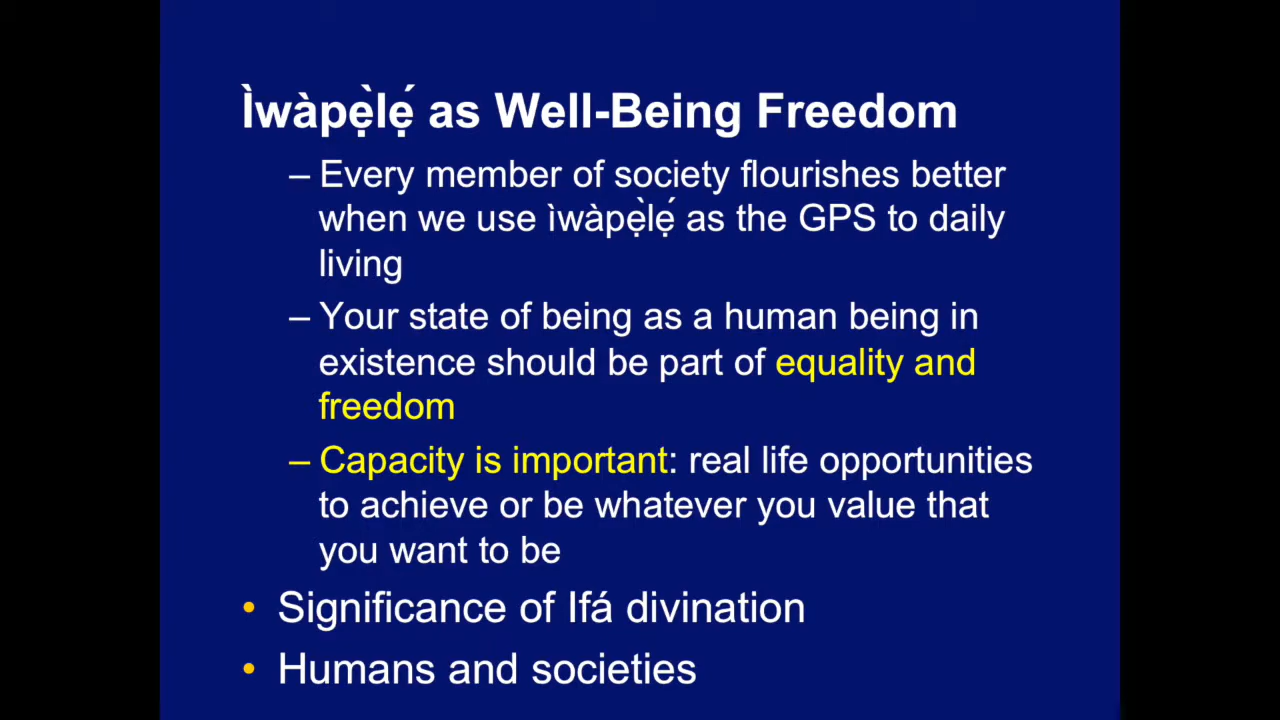 Ìwàpẹ̀lẹ́ as Well-Being Freedom
– Every member of society flourishes better
when we use ìwàpẹ̀lẹ́ as the GPS to daily
living
– Your state of being as a human being in
existence should be part of equality and
freedom
– Capacity is important: real life opportunities
to achieve or be whatever you value that
you want to be
• Significance of Ifá divination
• Humans and societies